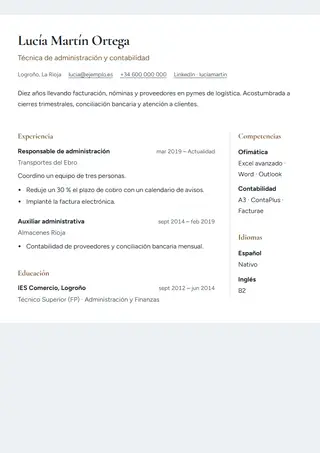 Lucía Martín Ortega
Técnica de administración y contabilidad
Logroño, La Rioja lucia@ejemplo.es +34 600 000 000 LinkedIn · luciamartin
Diez años llevando facturación, nóminas y proveedores en pymes de logística. Acostumbrada a
cierres trimestrales, conciliación bancaria y atención a clientes.
Experiencia
Responsable de administración mar 2019 – Actualidad
Transportes del Ebro
Coordino un equipo de tres personas.
• Reduje un 30 % el plazo de cobro con un calendario de avisos.
• Implanté la factura electrónica.
Auxiliar administrativa sept 2014 – feb 2019
Almacenes Rioja
• Contabilidad de proveedores y conciliación bancaria mensual.
Educación
IES Comercio, Logroño sept 2012 – jun 2014
Técnico Superior (FP) · Administración y Finanzas
Competencias
Ofimática
Excel avanzado ·
Word · Outlook
Contabilidad
A3 · ContaPlus ·
Facturae
Idiomas
Español
Nativo
Inglés
B2